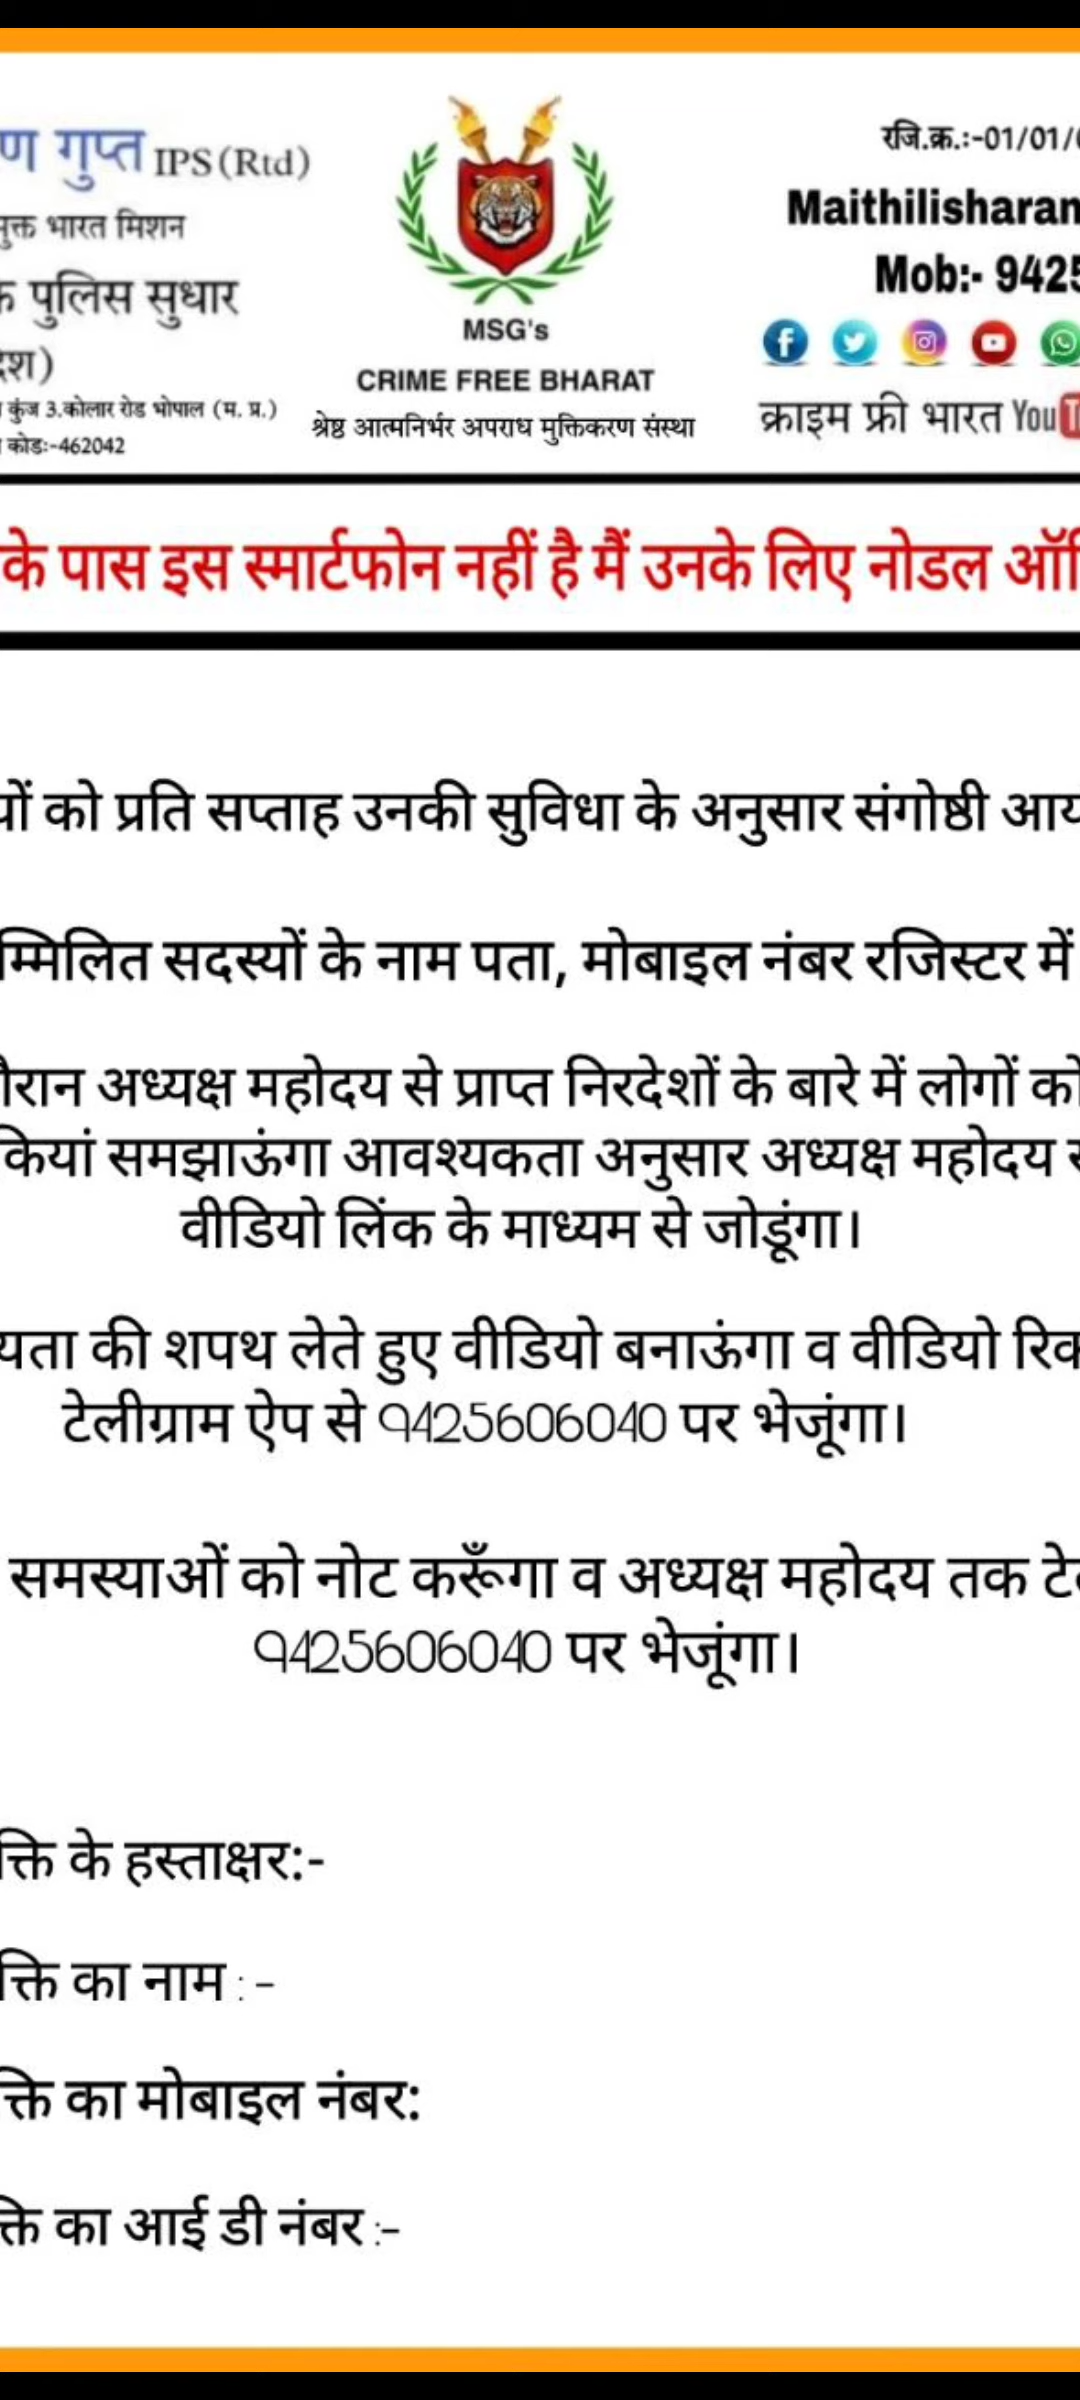 ण गुप्त IPS (Rtd)
मुक्त भारत मिशन
पुलिस सुधार
कुंज 3.कोलार रोड भोपाल (म. प्र.)
कोडः-462042
MSG's
CRIME FREE BHARAT
श्रेष्ठ आत्मनिर्भर अपराध मुक्तिकरण संस्था
रजि.क्र.:-01/01/
Maithilisharan
Mob:- 9425
क्राइम फ्री भारत YouT
के पास इस स्मार्टफोन नहीं है मैं उनके लिए नोडल
यों को प्रति सप्ताह उनकी सुविधा के अनुसार संगोष्ठी आय
म्मिलित सदस्यों के नाम पता, मोबाइल नंबर रजिस्टर में
रान अध्यक्ष महोदय से प्राप्त निरदेशों के बारे में लोगों को
कियां समझाऊंगा आवश्यकता अनुसार अध्यक्ष महोदय
वीडियो लिंक के माध्यम से जोडूंगा।
यता की शपथ लेते हुए वीडियो बनाऊंगा व वीडियो रिक
टेलीग्राम ऐप से 9425606040 पर भेजूंगा।
समस्याओं को नोट करूँगा व अध्यक्ष महोदय तक
9425606040 पर भेजूंगा।
क्ति के हस्ताक्षर:-
क्ति का नाम : -
क्ति का मोबाइल नंबर:
क्ति का आई डी नंबर :-